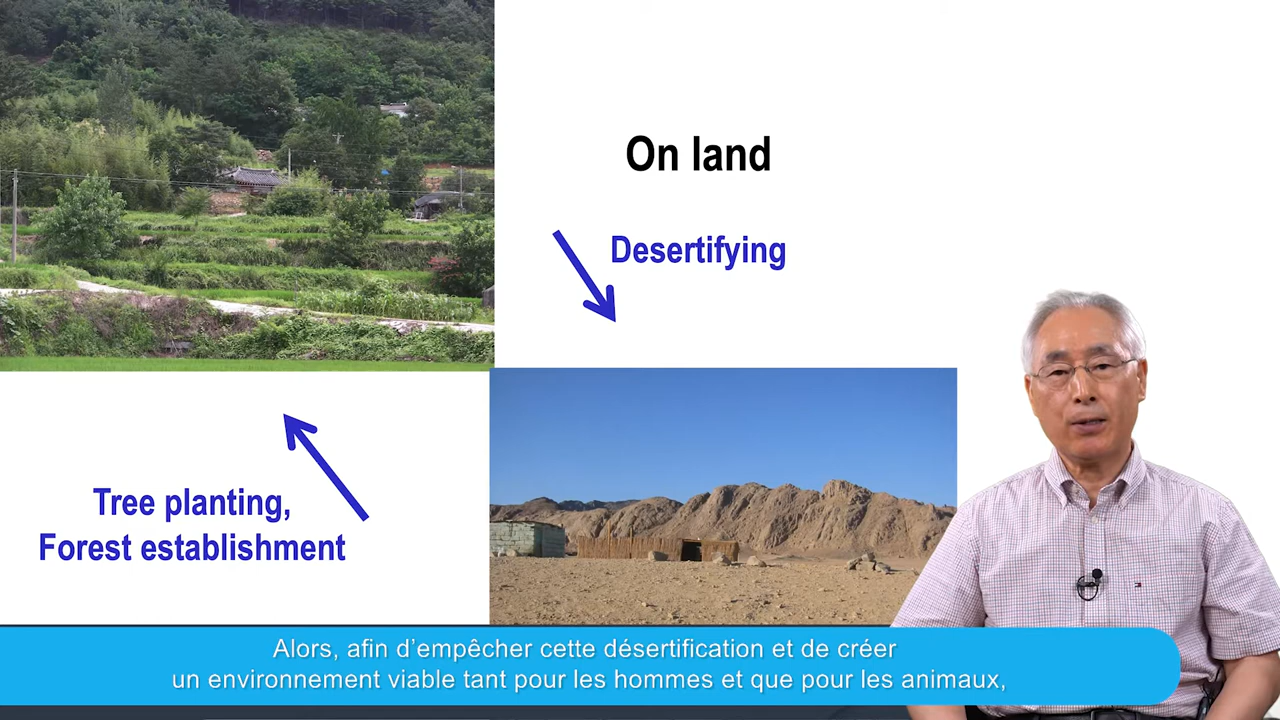 On land
Desertifying
Tree planting,
Forest establishment
Alors, afin d’empêcher cette désertification et de créer
un environnement viable tant pour les hommes et que pour les animaux,